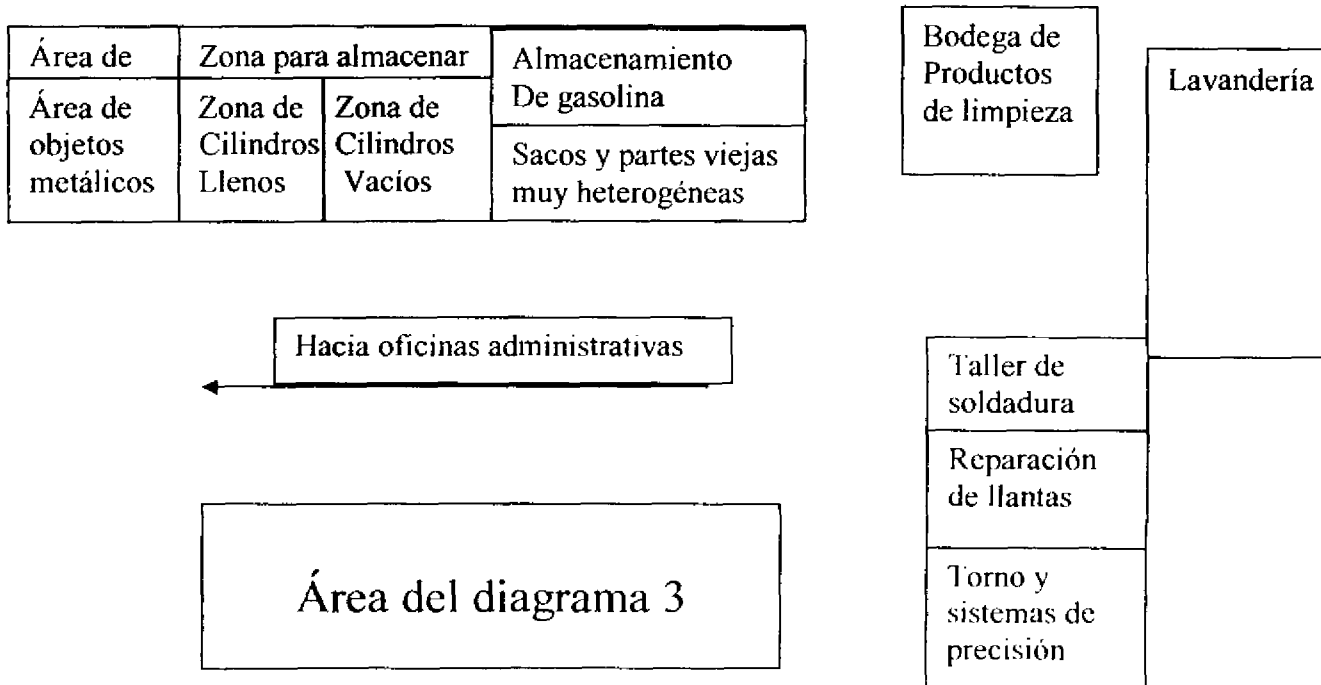 Área de
Zona para almacenar
Área de
objetos
metálicos
Zona de
Cilindros
Llenos
Zona de
Cilindros
Vacíos
Almacenamiento
De gasolina
Sacos y partes viejas
muy heterogéneas
Bodega de
Productos
de limpieza
Lavandería
Hacia oficinas administrativas
Taller de
soldadura
Reparación
de llantas
Torno y
sistemas de
precisión
Área del diagrama 3